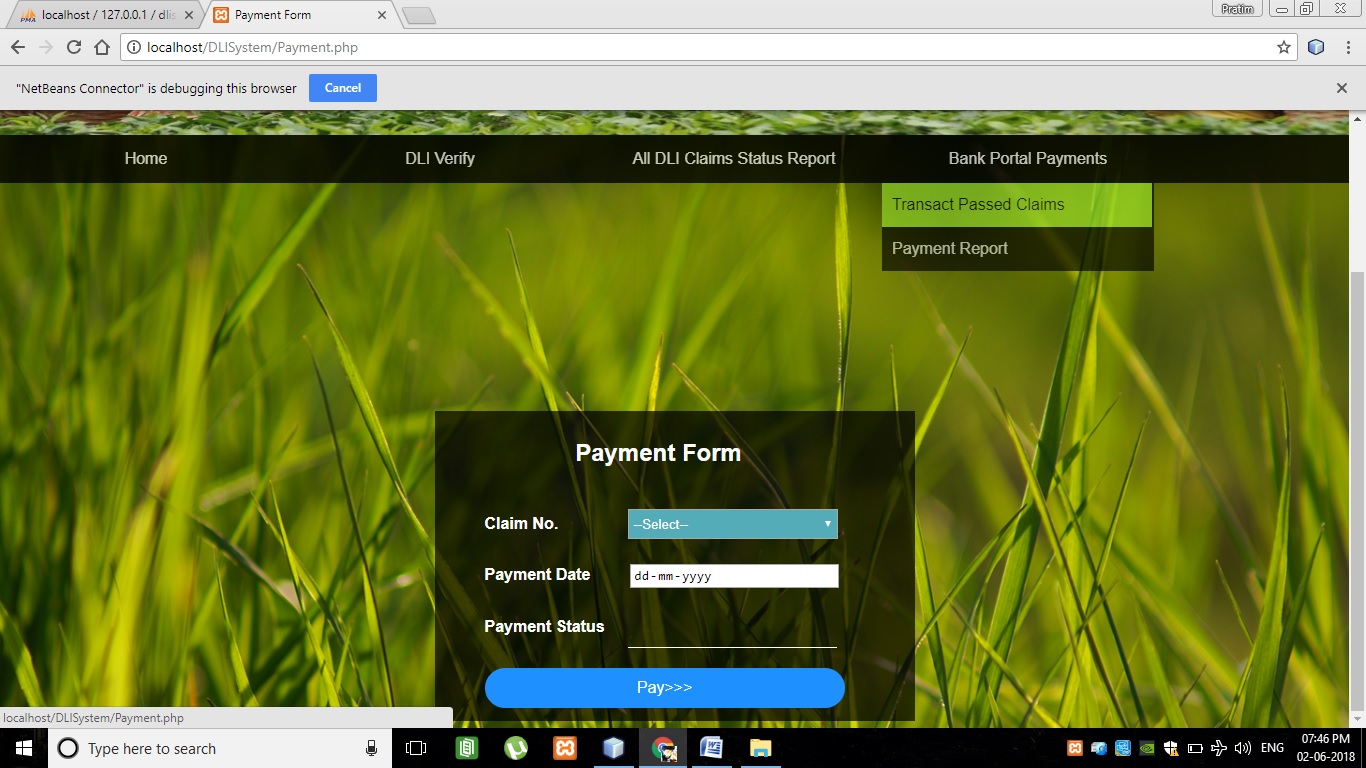 localhost / 127.0.0.1 / dlis
Payment Form
Pratim
localhost/DLISystem/Payment.php
"NetBeans Connector" is debugging this browser
Cancel
Home
DLI Verify
All DLI Claims Status Report
Bank Portal Payments
Transact Passed Claims
Payment Report
Payment Form
Claim No.
--Select--
Payment Date
dd-mm-yyyy
Payment Status
Pay>>>
localhost/DLISystem/Payment.php
Type here to search
ENG
07:46 PM
02-06-2018